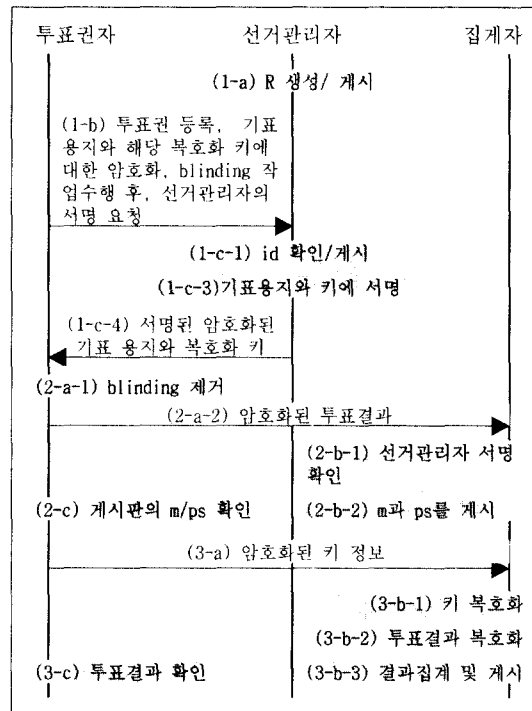 투표권자 선거관리자 집계자
(1-a) R 생성/ 게시
(1-b) 투표권 등록, 기표
용지와 해당 복호화 키에
대한 암호화, blinding 작
업수행 후, 선거관리자의
서명 요청
(1-c-1) id 확인/게시
(1-c-3)기표용지와 키에 서명
(1-c-4) 서명된 암호화된
기표 용지와 복호화 키
(2-a-1) blinding 제거
(2-a-2) 암호화된 투표결과
(2-b-1) 선거관리자 서명
확인
(2-c) 게시판의 m/ps 확인 (2-b-2) m과 ps를 게시
(3-a) 암호화된 키 정보
(3-b-1) 키 복호화
(3-b-2) 투표결과 복호화
(3-c) 투표결과 확인 (3-b-3) 결과집계 및 게시